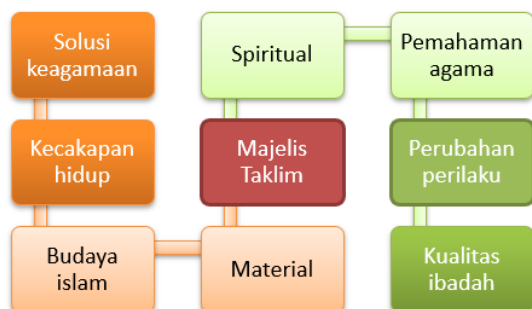 Solusi
keagamaan
Kecakapan
hidup
Budaya
islam
Spiritual
Majelis
Taklim
Material
Pemahaman
agama
Perubahan
perilaku
Kualitas
ibadah